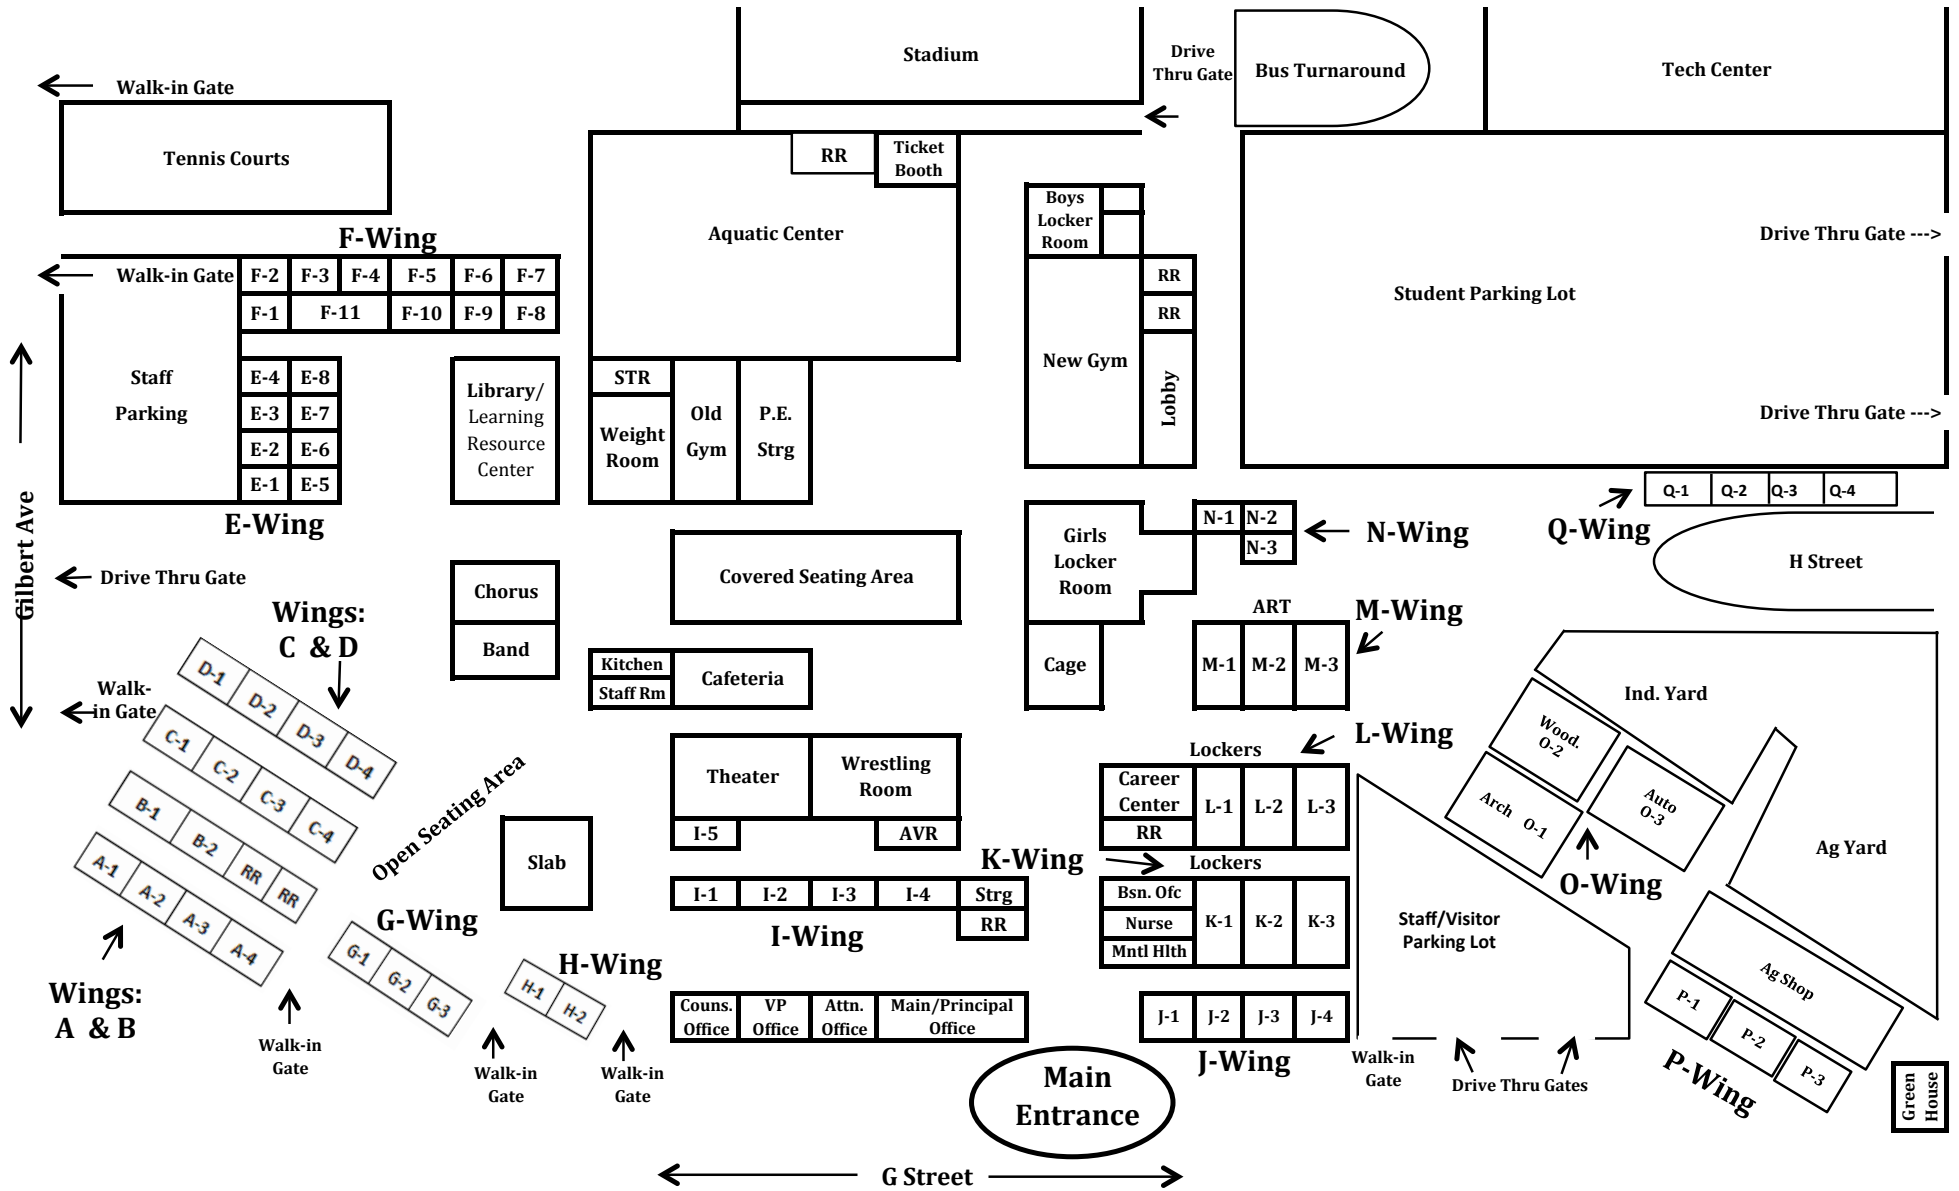 Stadium
Drive
Thru Gate
Bus Turnaround
Tech Center
Walk-in Gate
Tennis Courts
RR
Ticket
Booth
Boys
Locker
Room
Aquatic Center
Drive Thru Gate --->
F-Wing
Walk-in Gate
F-2
F-3
F-4
F-5
F-6
F-7
F-1
F-11
F-10
F-9
F-8
RR
RR
Student Parking Lot
New Gym
Lobby
Drive Thru Gate --->
Staff
Parking
E-4
E-8
E-3
E-7
E-2
E-6
E-1
E-5
E-Wing
Library/
Learning
Resource
Center
STR
Weight
Room
Old
Gym
P.E.
Strg
Gilbert Ave
Q-1
Q-2
Q-3
Q-4
Q-Wing
H Street
N-1
N-2
N-3
N-Wing
Girls
Locker
Room
Covered Seating Area
Drive Thru Gate
Chorus
Band
Wings:
C & D
ART
M-Wing
M-1
M-2
M-3
Cage
Kitchen
Staff Rm
Cafeteria
Walk-
in Gate
D-1
D-2
D-3
D-4
C-1
C-2
C-3
C-4
B-1
B-2
RR
RR
A-1
A-2
A-3
A-4
Wings:
A & B
Open Seating Area
Slab
Theater
Wrestling
Room
I-5
AVR
Lockers
L-Wing
Career
Center
RR
L-1
L-2
L-3
K-Wing
Lockers
Bsn. Ofc
Nurse
Mntl Hlth
K-1
K-2
K-3
I-1
I-2
I-3
I-4
Strg
RR
I-Wing
Ind. Yard
Wood.
O-2
Arch O-1
Auto
O-3
O-Wing
Ag Yard
Staff/Visitor
Parking Lot
Ag Shop
P-1
P-2
P-3
P-Wing
Green
House
G-Wing
G-1
G-2
G-3
H-Wing
H-1
H-2
Walk-in
Gate
Walk-in
Gate
Walk-in
Gate
Couns.
Office
VP
Office
Attn.
Office
Main/Principal
Office
J-1
J-2
J-3
J-4
J-Wing
Walk-in
Gate
Drive Thru Gates
Main
Entrance
G Street